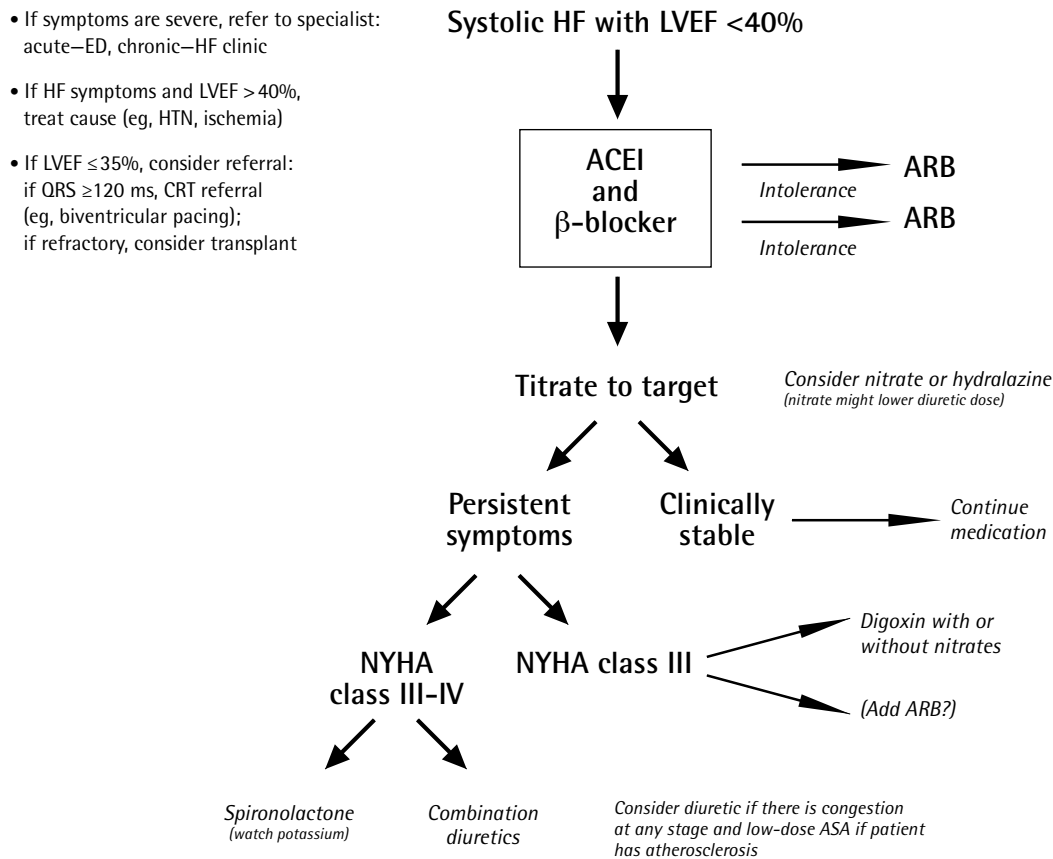 • If symptoms are severe, refer to specialist:
acute—ED, chronic—HF clinic
• If HF symptoms and LVEF >40%,
treat cause (eg, HTN, ischemia)
• If LVEF ≤35%, consider referral:
if QRS ≥120 ms, CRT referral
(eg, biventricular pacing);
if refractory, consider transplant
Systolic HF with LVEF <40%
ACEI
and
β-blocker
ARB
Intolerance
ARB
Intolerance
Titrate to target
Consider nitrate or hydralazine
(nitrate might lower diuretic dose)
Persistent
symptoms
Clinically
stable
Continue
medication
NYHA
class III-IV
NYHA class III
Digoxin with or
without nitrates
(Add ARB?)
Spironolactone
(watch potassium)
Combination
diuretics
Consider diuretic if there is congestion
at any stage and low-dose ASA if patient
has atherosclerosis